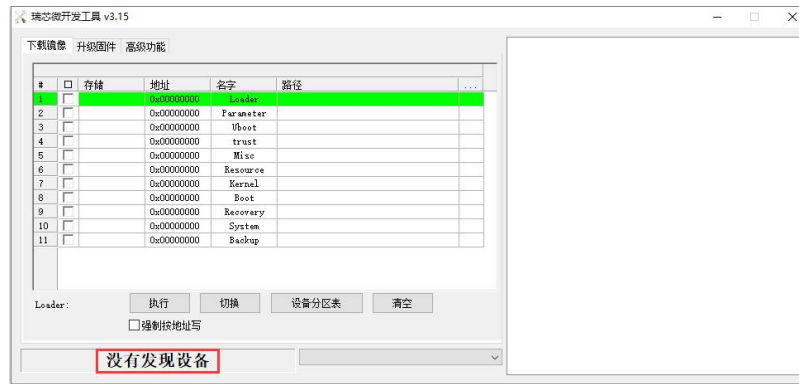 瑞芯微开发工具 v3.15
下载镜像 升级固件 高级功能
# 存储 地址 名字 路径 ...
1 0x00000000 Loader
2 0x00000000 Parameter
3 0x00000000 Uboot
4 0x00000000 trust
5 0x00000000 Misc
6 0x00000000 Resource
7 0x00000000 Kernel
8 0x00000000 Boot
9 0x00000000 Recovery
10 0x00000000 System
11 0x00000000 Backup
Loader: 执行 切换 设备分区表 清空
强制按地址写
没有发现设备